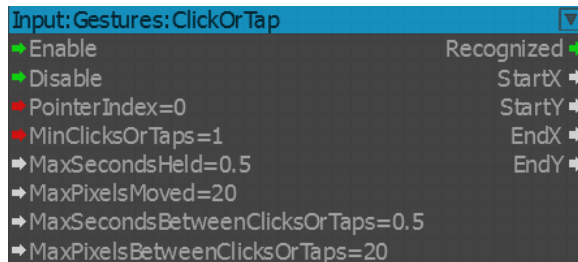 Input:Gestures:ClickOrTap
Enable
Recognized
Disable
StartX
PointerIndex=0
StartY
MinClicksOrTaps=1
EndX
MaxSecondsHeld=0.5
EndY
MaxPixelsMoved=20
MaxSecondsBetweenClicksOrTaps=0.5
MaxPixelsBetweenClicksOrTaps=20